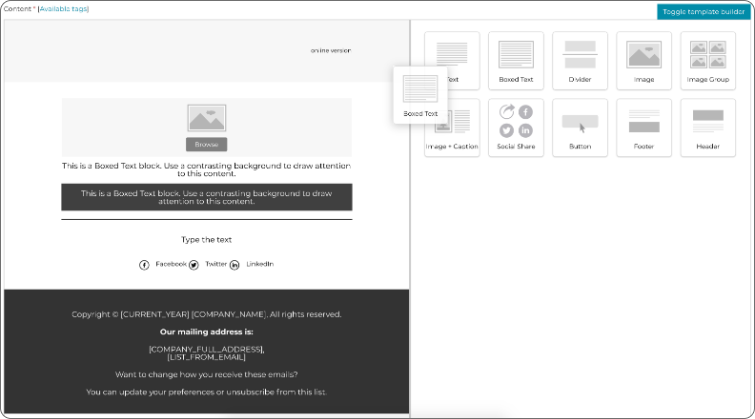 Content * [Available tags]
Toggle template builder
online version
Browse
This is a Boxed Text block. Use a contrasting background to draw attention
to this content.
This is a Boxed Text block. Use a contrasting background to draw
attention to this content.
Type the text
Facebook Twitter LinkedIn
Copyright © [CURRENT_YEAR] [COMPANY_NAME]. All rights reserved.
Our mailing address is:
[COMPANY_FULL_ADDRESS],
[LIST_FROM_EMAIL]
Want to change how you receive these emails?
You can update your preferences or unsubscribe from this list.
Boxed Text Divider Image Image Group
Boxed Text
Image + Caption Social Share Button Footer Header